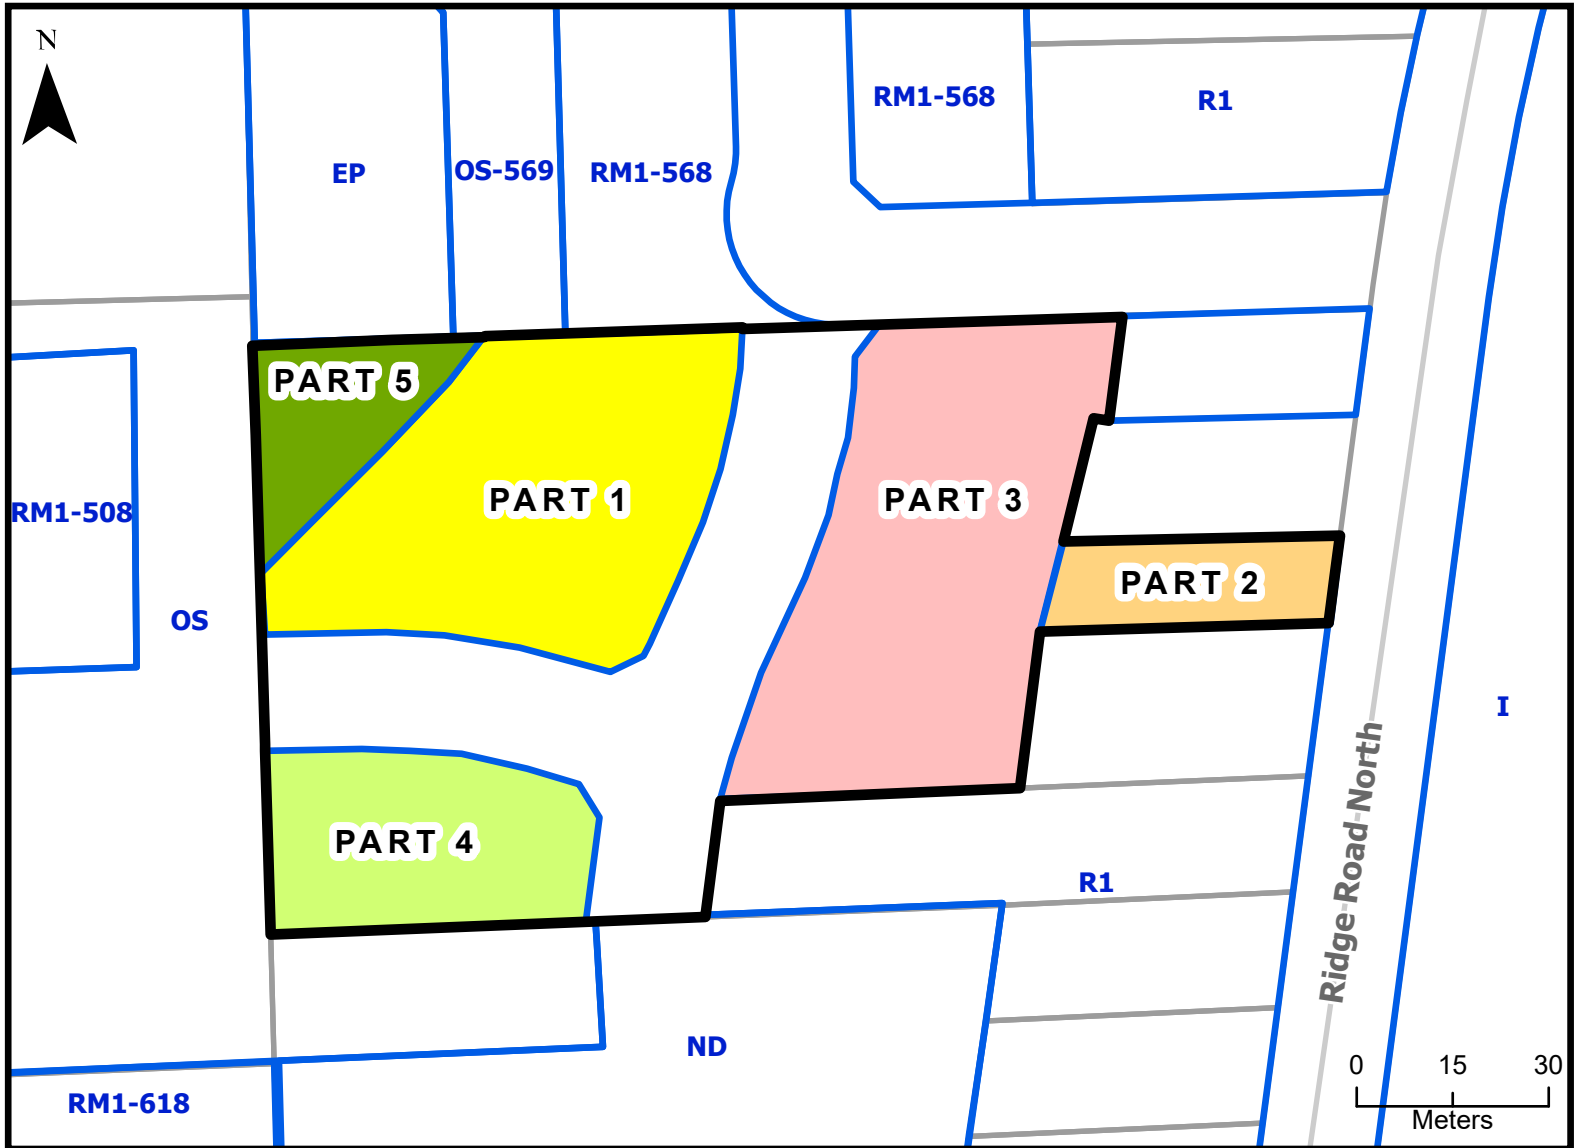 N
RM1-568
R1
EP
OS-569
RM1-568
PART 5
PART 1
PART 3
RM1-508
PART 2
OS
I
Ridge Road North
PART 4
R1
ND
RM1-618
0 15 30
Meters